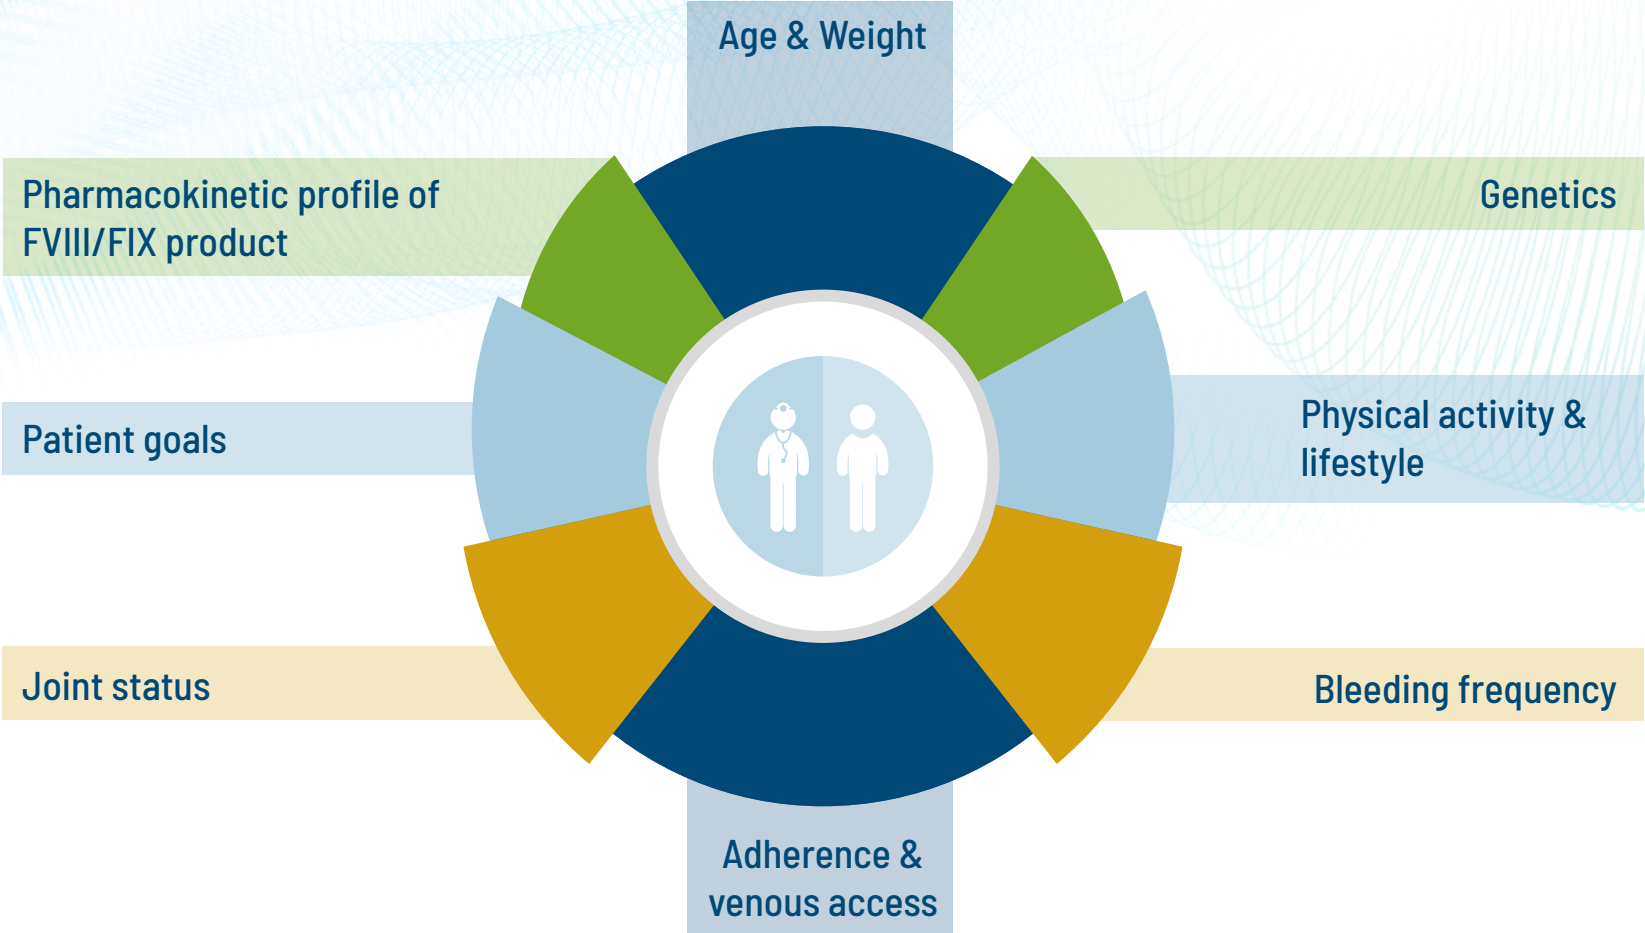 Age & Weight
Pharmacokinetic profile of
FVIII/FIX product
Genetics
Patient goals
Physical activity &
lifestyle
Joint status
Bleeding frequency
Adherence &
venous access